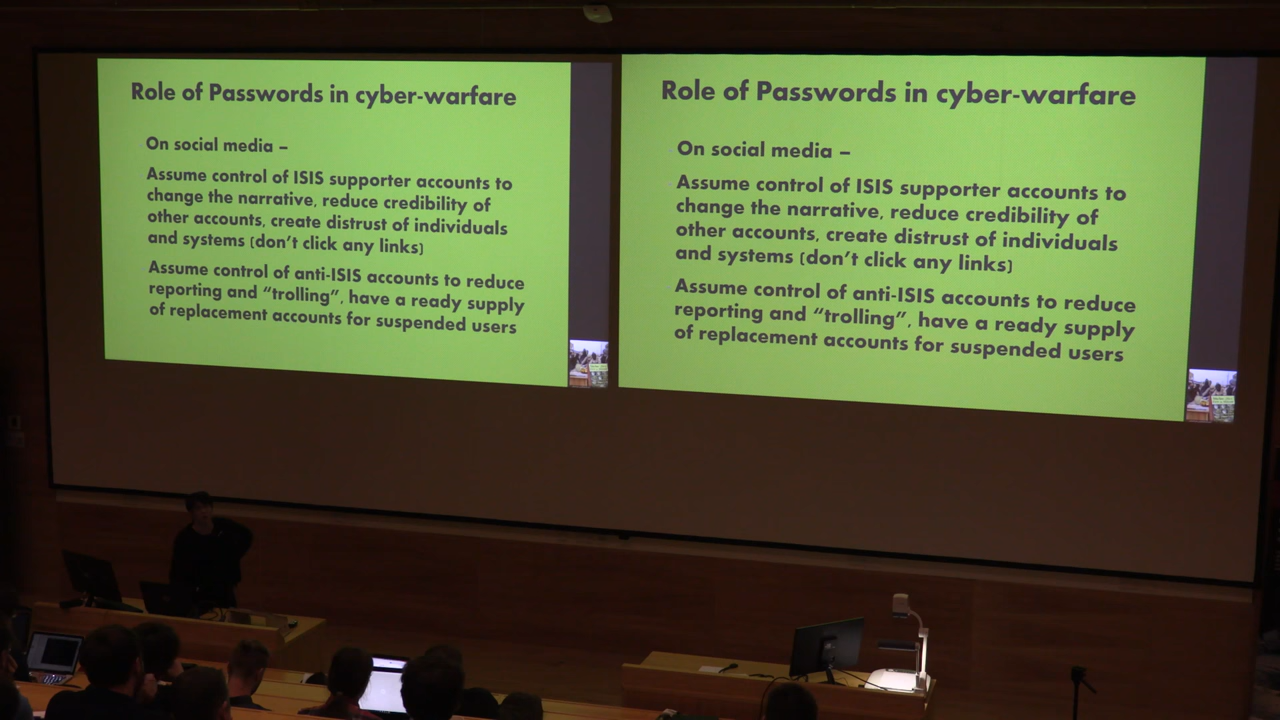 Role of Passwords in cyber-warfare
On social media –
Assume control of ISIS supporter accounts to
change the narrative, reduce credibility of
other accounts, create distrust of individuals
and systems (don't click any links)
Assume control of anti-ISIS accounts to reduce
reporting and “trolling”, have a ready supply
of replacement accounts for suspended users
Role of Passwords in cyber-warfare
On social media –
Assume control of ISIS supporter accounts to
change the narrative, reduce credibility of
other accounts, create distrust of individuals
and systems (don't click any links)
Assume control of anti-ISIS accounts to reduce
reporting and “trolling”, have a ready supply
of replacement accounts for suspended users